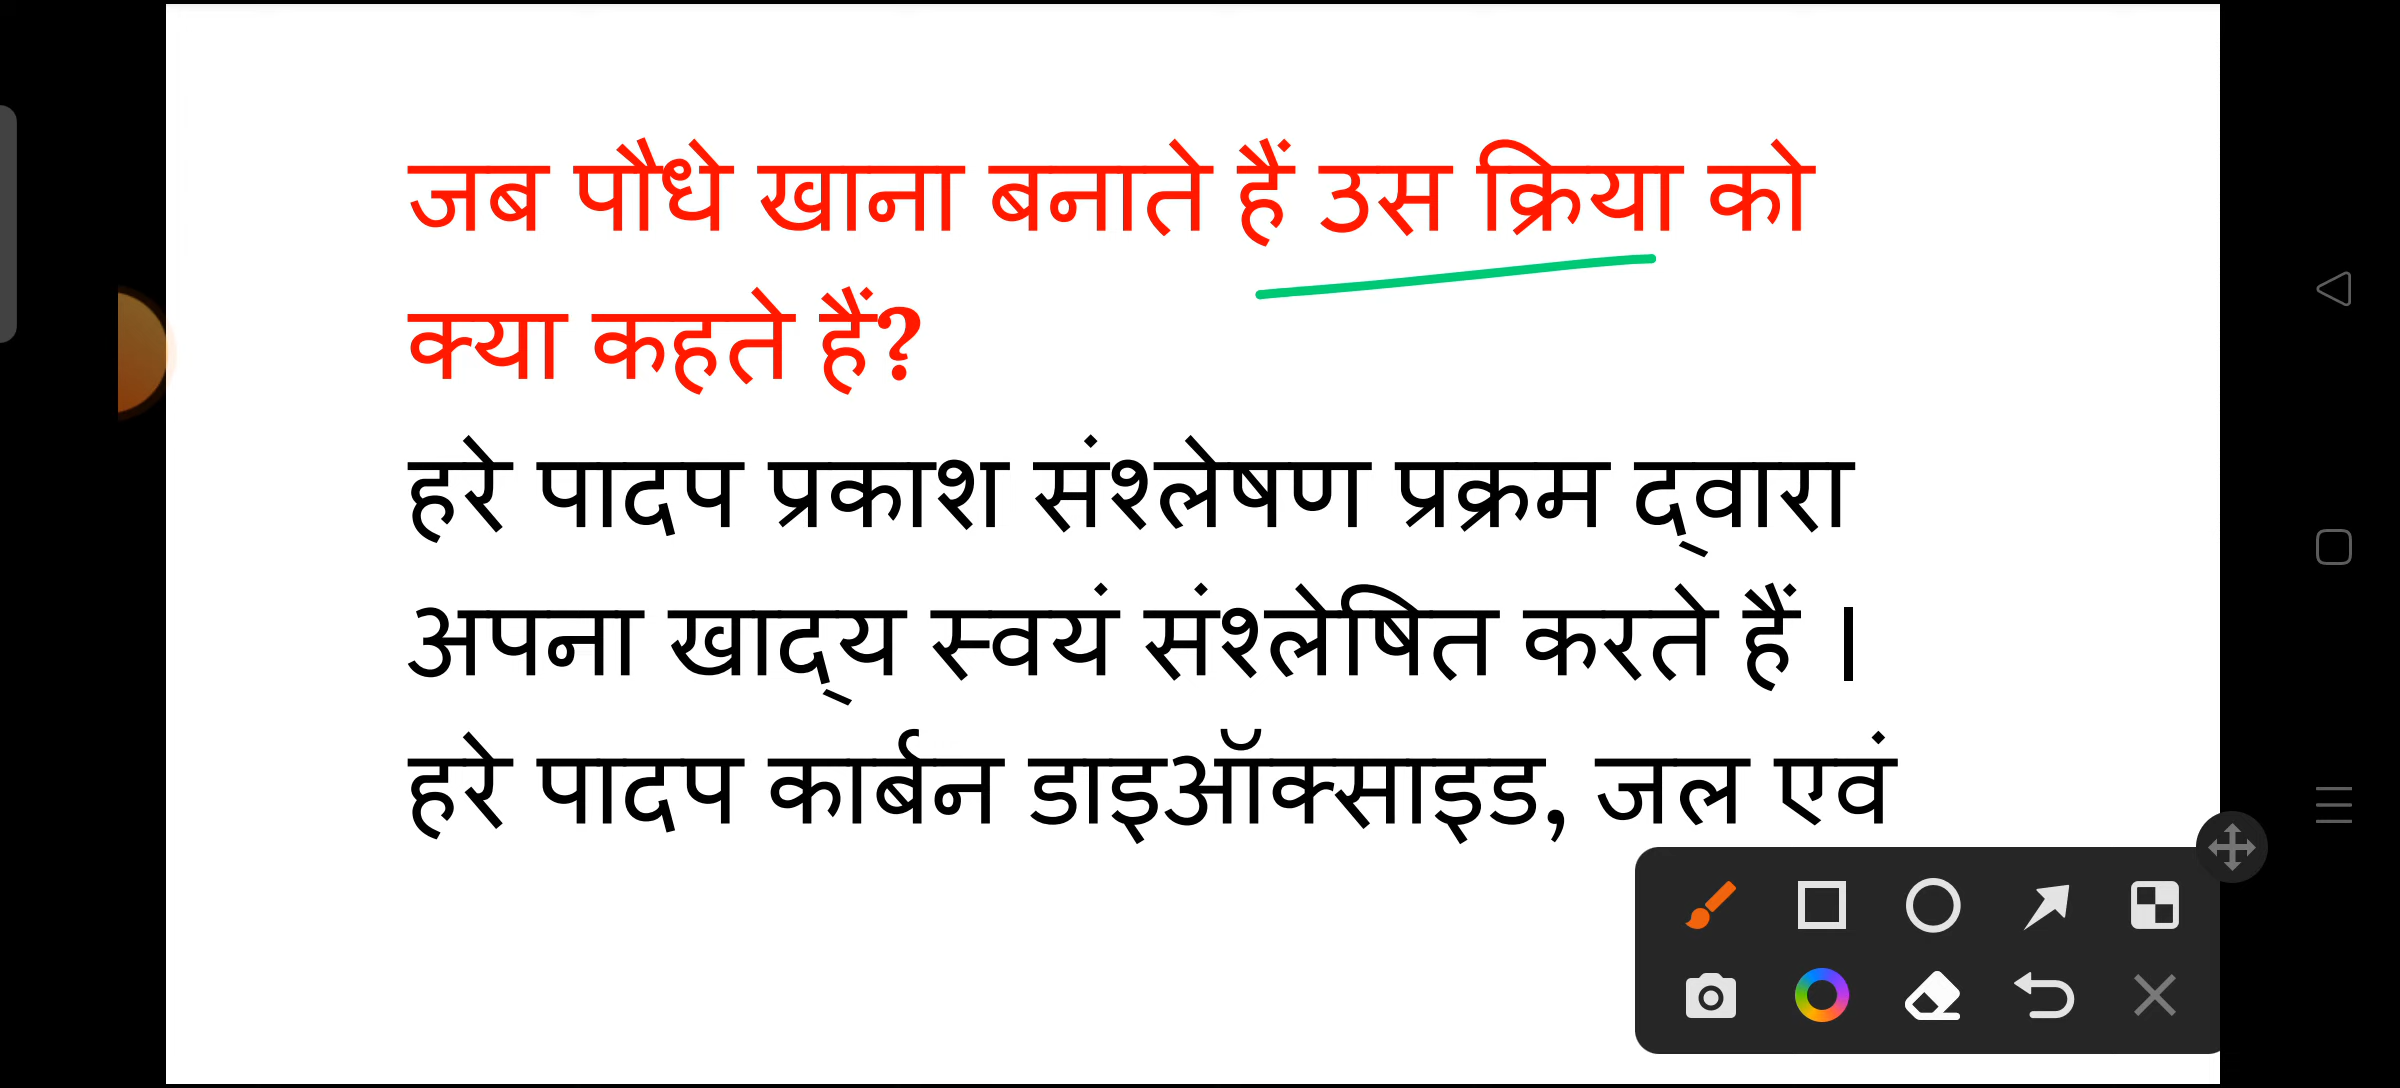 जब पौधे खाना बनाते हैं उस क्रिया को
क्या कहते हैं?
हरे पादप प्रकाश संश्लेषण प्रक्रम द्‌वारा
अपना खाद्‌य स्वयं संश्लेषित करते हैं ।
हरे पादप कार्बन डाइऑक्साइड, जल एवं